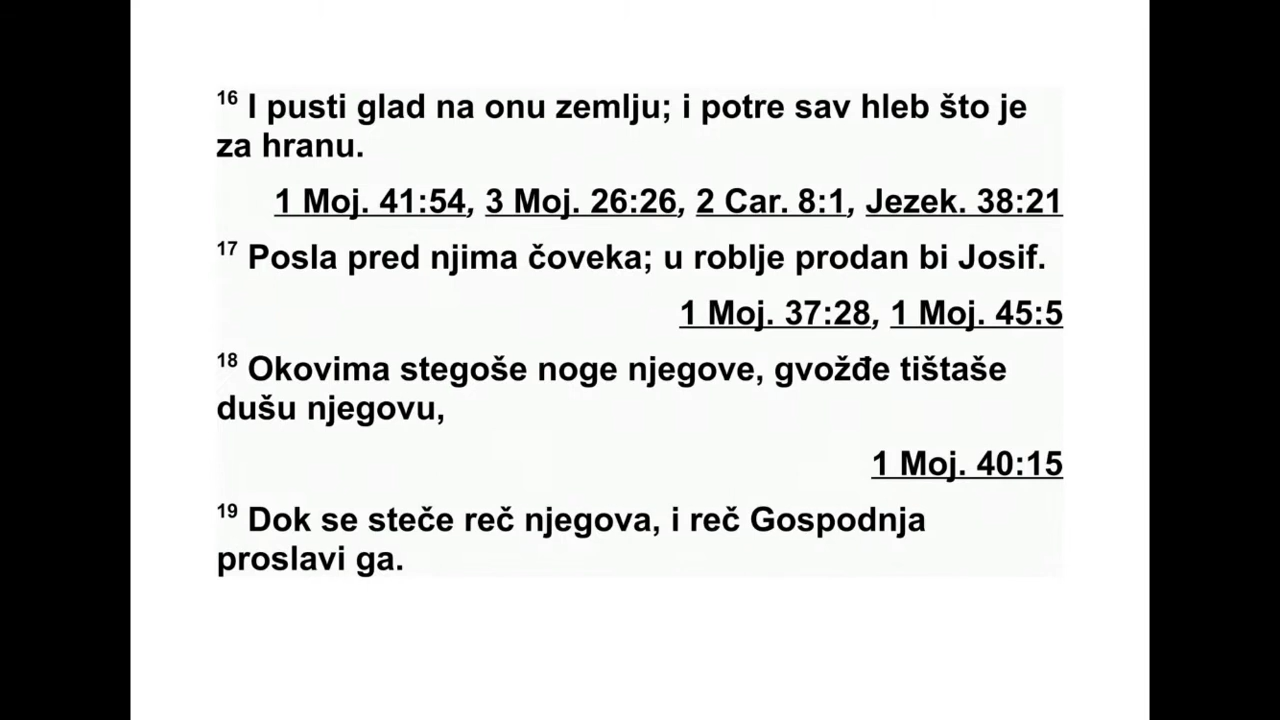 16 I pusti glad na onu zemlju; i potre sav hleb što je
za hranu.
1 Moj. 41:54, 3 Moj. 26:26, 2 Car. 8:1, Jezek. 38:21
17 Posla pred njima čoveka; u roblje prodan bi Josif.
1 Moj. 37:28, 1 Moj. 45:5
18 Okovima stegoše noge njegove, gvožđe tištaše
dušu njegovu,
1 Moj. 40:15
19 Dok se steče reč njegova, i reč Gospodnja
proslavi ga.